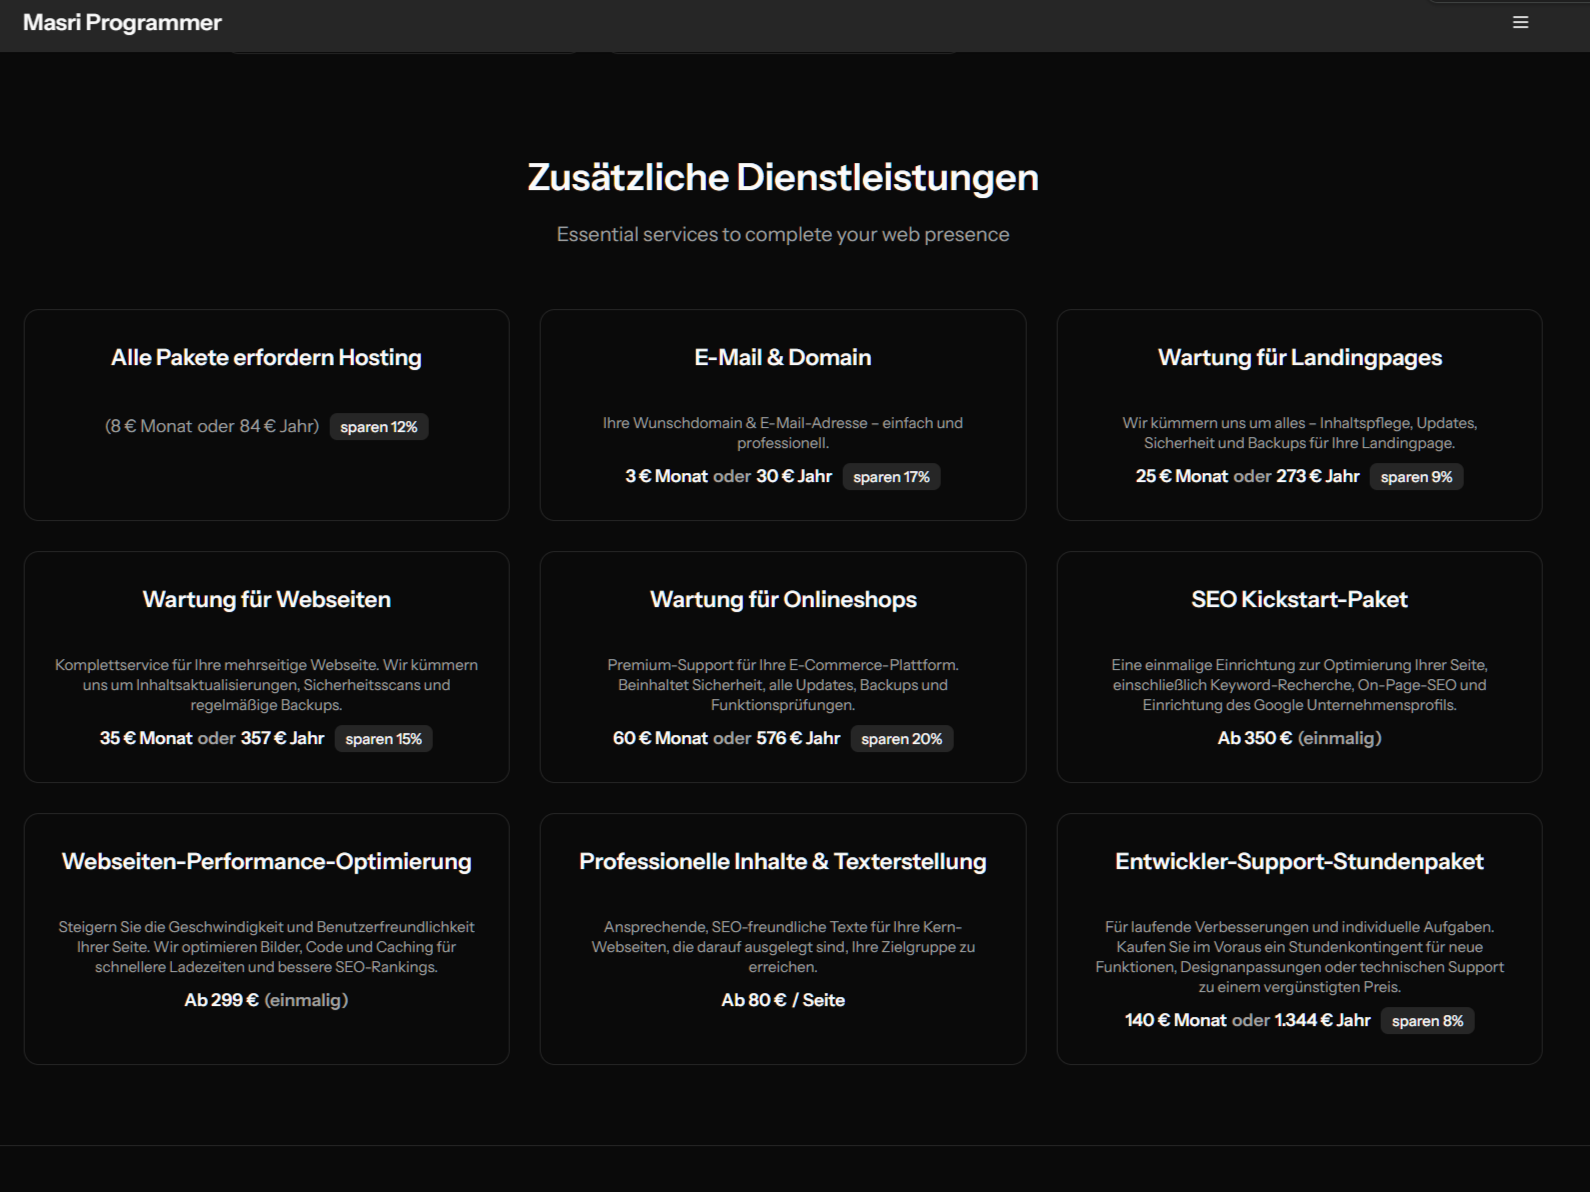 Masri Programmer
Zusätzliche Dienstleistungen
Essential services to complete your web presence
Alle Pakete erfordern Hosting
(8 € Monat oder 84 € Jahr) sparen 12%
E-Mail & Domain
Ihre Wunschdomain & E-Mail-Adresse – einfach und
professionell.
3 € Monat oder 30 € Jahr sparen 17%
Wartung für Landingpages
Wir kümmern uns um alles – Inhaltspflege, Updates,
Sicherheit und Backups für Ihre Landingpage.
25 € Monat oder 273 € Jahr sparen 9%
Wartung für Webseiten
Komplettservice für Ihre mehrseitige Webseite. Wir kümmern
uns um Inhaltsaktualisierungen, Sicherheitsscans und
regelmäßige Backups.
35 € Monat oder 357 € Jahr sparen 15%
Wartung für Onlineshops
Premium-Support für Ihre E-Commerce-Plattform.
Beinhaltet Sicherheit, alle Updates, Backups und
Funktionsprüfungen.
60 € Monat oder 576 € Jahr sparen 20%
SEO Kickstart-Paket
Eine einmalige Einrichtung zur Optimierung Ihrer Seite,
einschließlich Keyword-Recherche, On-Page-SEO und
Einrichtung des Google Unternehmensprofils.
Ab 350 € (einmalig)
Webseiten-Performance-Optimierung
Steigern Sie die Geschwindigkeit und Benutzerfreundlichkeit
Ihrer Seite. Wir optimieren Bilder, Code und Caching für
schnellere Ladezeiten und bessere SEO-Rankings.
Ab 299 € (einmalig)
Professionelle Inhalte & Texterstellung
Ansprechende, SEO-freundliche Texte für Ihre Kern-
Webseiten, die darauf ausgelegt sind, Ihre Zielgruppe zu
erreichen.
Ab 80 € / Seite
Entwickler-Support-Stundenpaket
Für laufende Verbesserungen und individuelle Aufgaben.
Kaufen Sie im Voraus ein Stundenkontingent für neue
Funktionen, Designanpassungen oder technischen Support
zu einem vergünstigten Preis.
140 € Monat oder 1.344 € Jahr sparen 8%